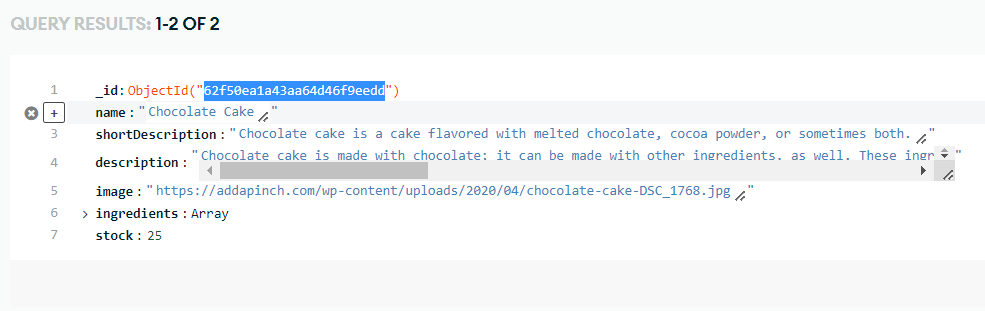 QUERY RESULTS: 1-2 OF 2
1 _id: ObjectId("62f50ea1a43aa64d46f9eedd")
+ name : "Chocolate Cake"
3 shortDescription : "Chocolate cake is a cake flavored with melted chocolate, cocoa powder, or sometimes both. "
4 description : "Chocolate cake is made with chocolate; it can be made with other ingredients, as well. These ingr"
5 image : "https://addapinch.com/wp-content/uploads/2020/04/chocolate-cake-DSC_1768.jpg"
6 > ingredients : Array
7 stock : 25